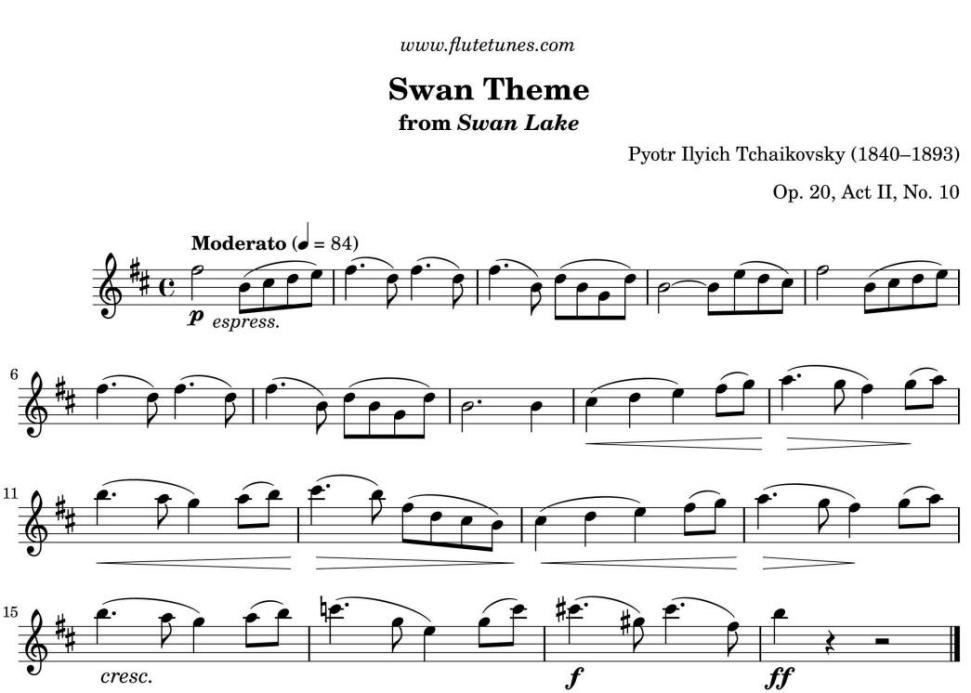 www.flutetunes.com
Swan Theme
from Swan Lake
Pyotr Ilyich Tchaikovsky (1840–1893)
Op. 20, Act II, No. 10
Moderato (♩ = 84)
p espress.
6
11
15
cresc. f ff